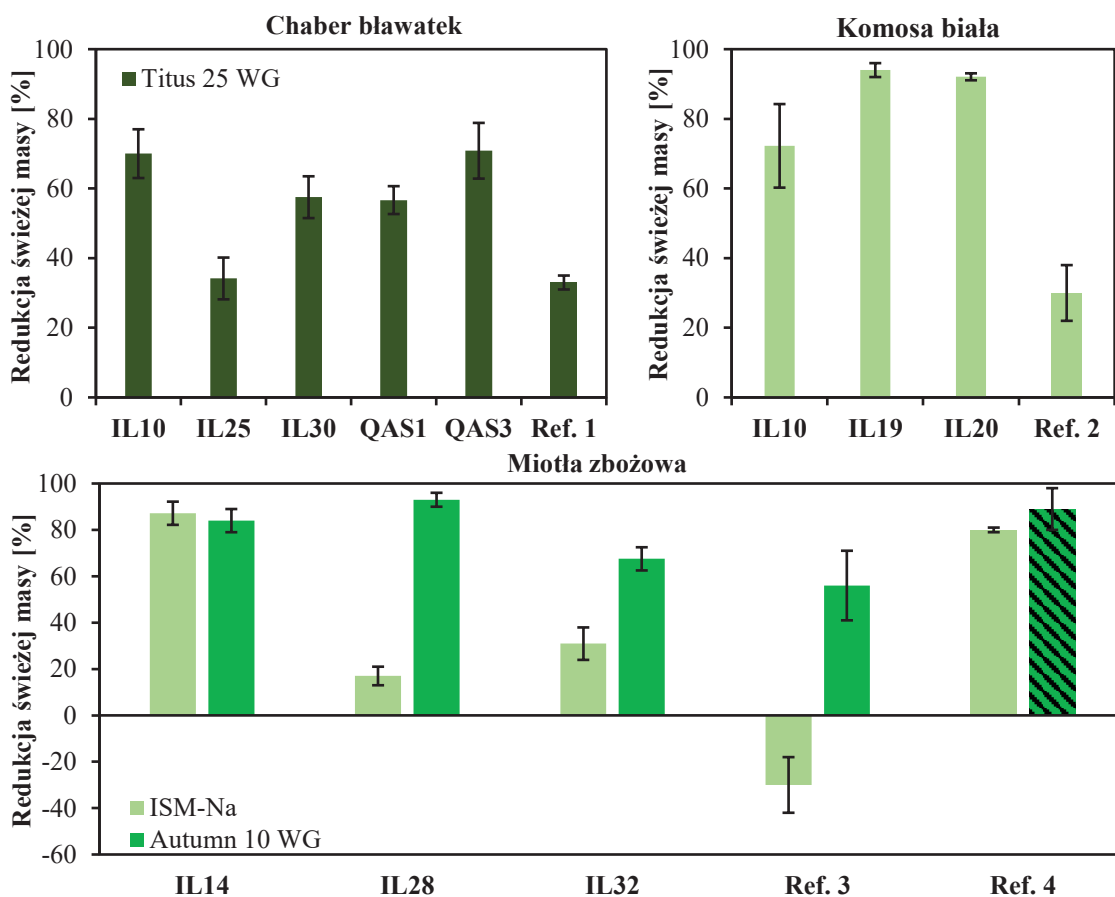 Chaber bławatek
Redukcja świeżej masy [%]
100
80
60
40
20
0
Titus 25 WG
IL10 IL25 IL30 QAS1 QAS3 Ref. 1
Komosa biała
Redukcja świeżej masy [%]
100
80
60
40
20
0
IL10 IL19 IL20 Ref. 2
Miotła zbożowa
Redukcja świeżej masy [%]
100
80
60
40
20
0
-20
-40
-60
ISM-Na
Autumn 10 WG
IL14 IL28 IL32 Ref. 3 Ref. 4